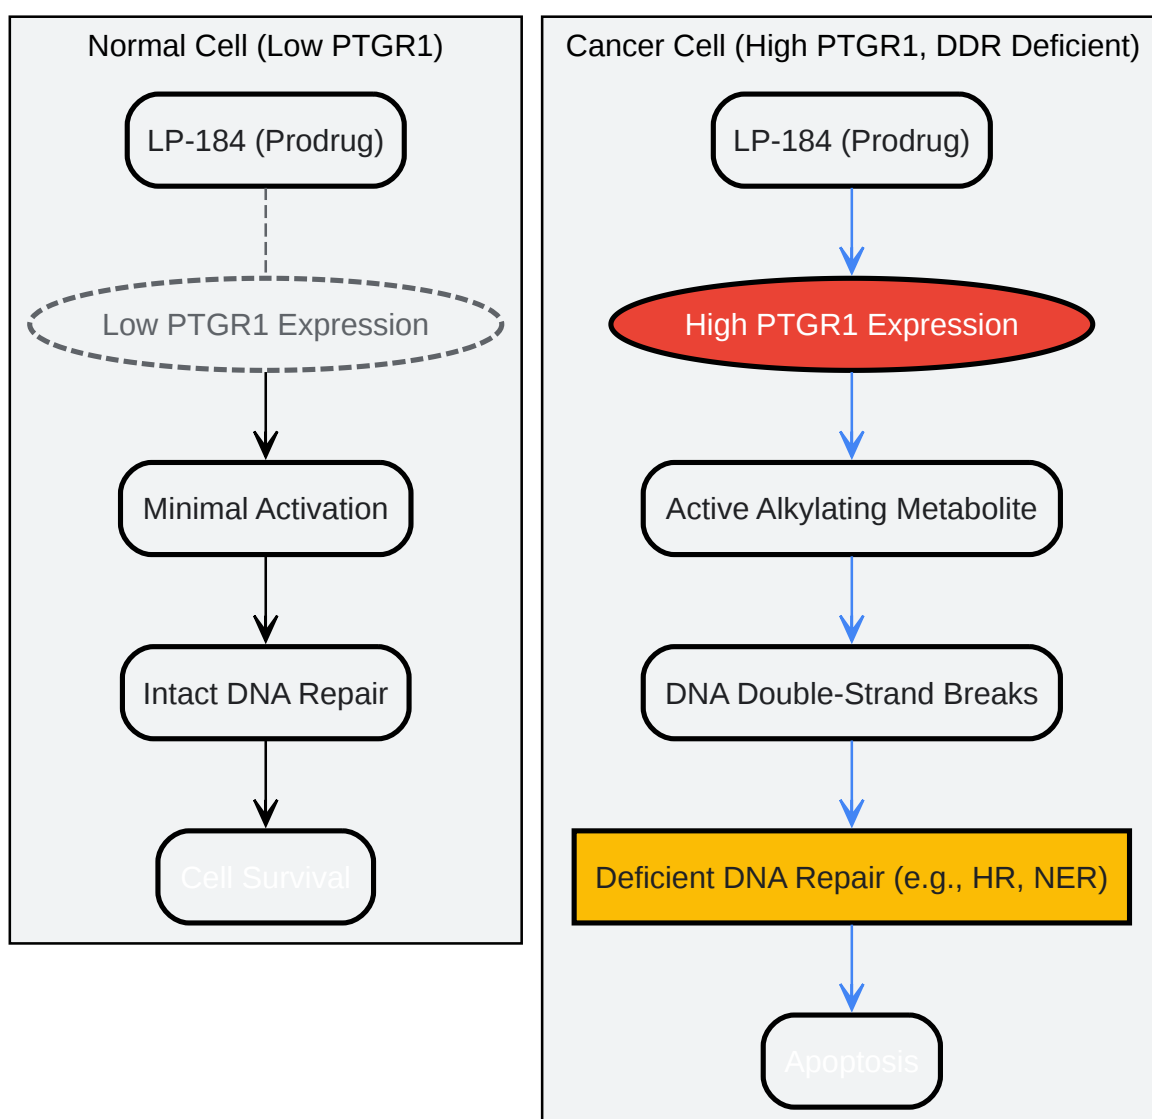 Normal Cell (Low PTGR1)
LP-184 (Prodrug)
Low PTGR1 Expression
Minimal Activation
Intact DNA Repair
Cell Survival
Cancer Cell (High PTGR1, DDR Deficient)
LP-184 (Prodrug)
High PTGR1 Expression
Active Alkylating Metabolite
DNA Double-Strand Breaks
Deficient DNA Repair (e.g., HR, NER)
Apoptosis